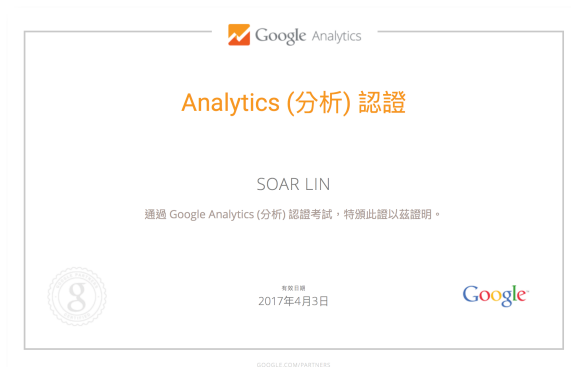 Google Analytics
Analytics (分析) 認證
SOAR LIN
通過 Google Analytics (分析) 認證考試，特頒此證以茲證明。
有效日期
2017年4月3日
Google
GOOGLE.COM/PARTNERS